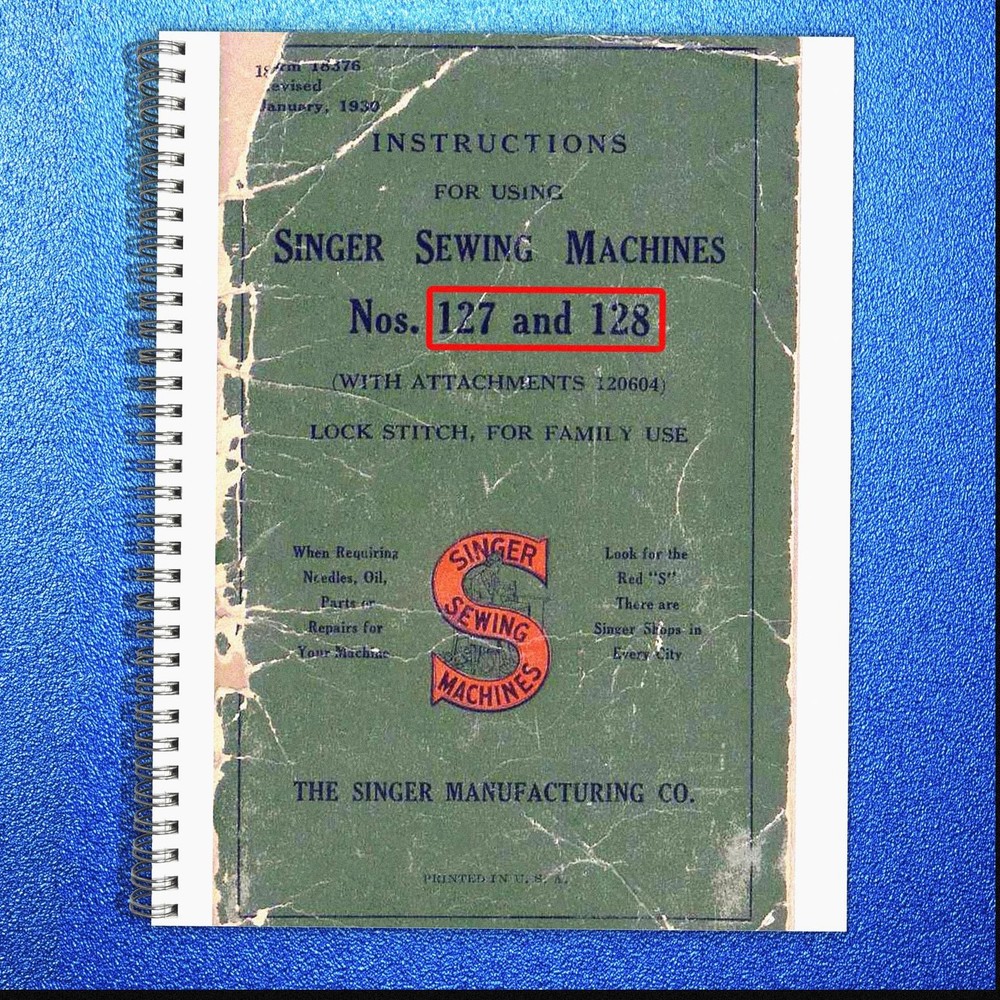 18376
January, 1930
INSTRUCTIONS
FOR USING
SINGER SEWING MACHINES
Nos. 127 and 128
(WITH ATTACHMENTS 120604)
LOCK STITCH, FOR FAMILY USE
When Requiring
Needles, Oil,
Parts or
Repairs for
Your Machine
SINGER
SEWING
MACHINES
Look for the
Red "S"
There are
Singer Shops in
Every City
THE SINGER MANUFACTURING CO.
PRINTED IN U. S. A.